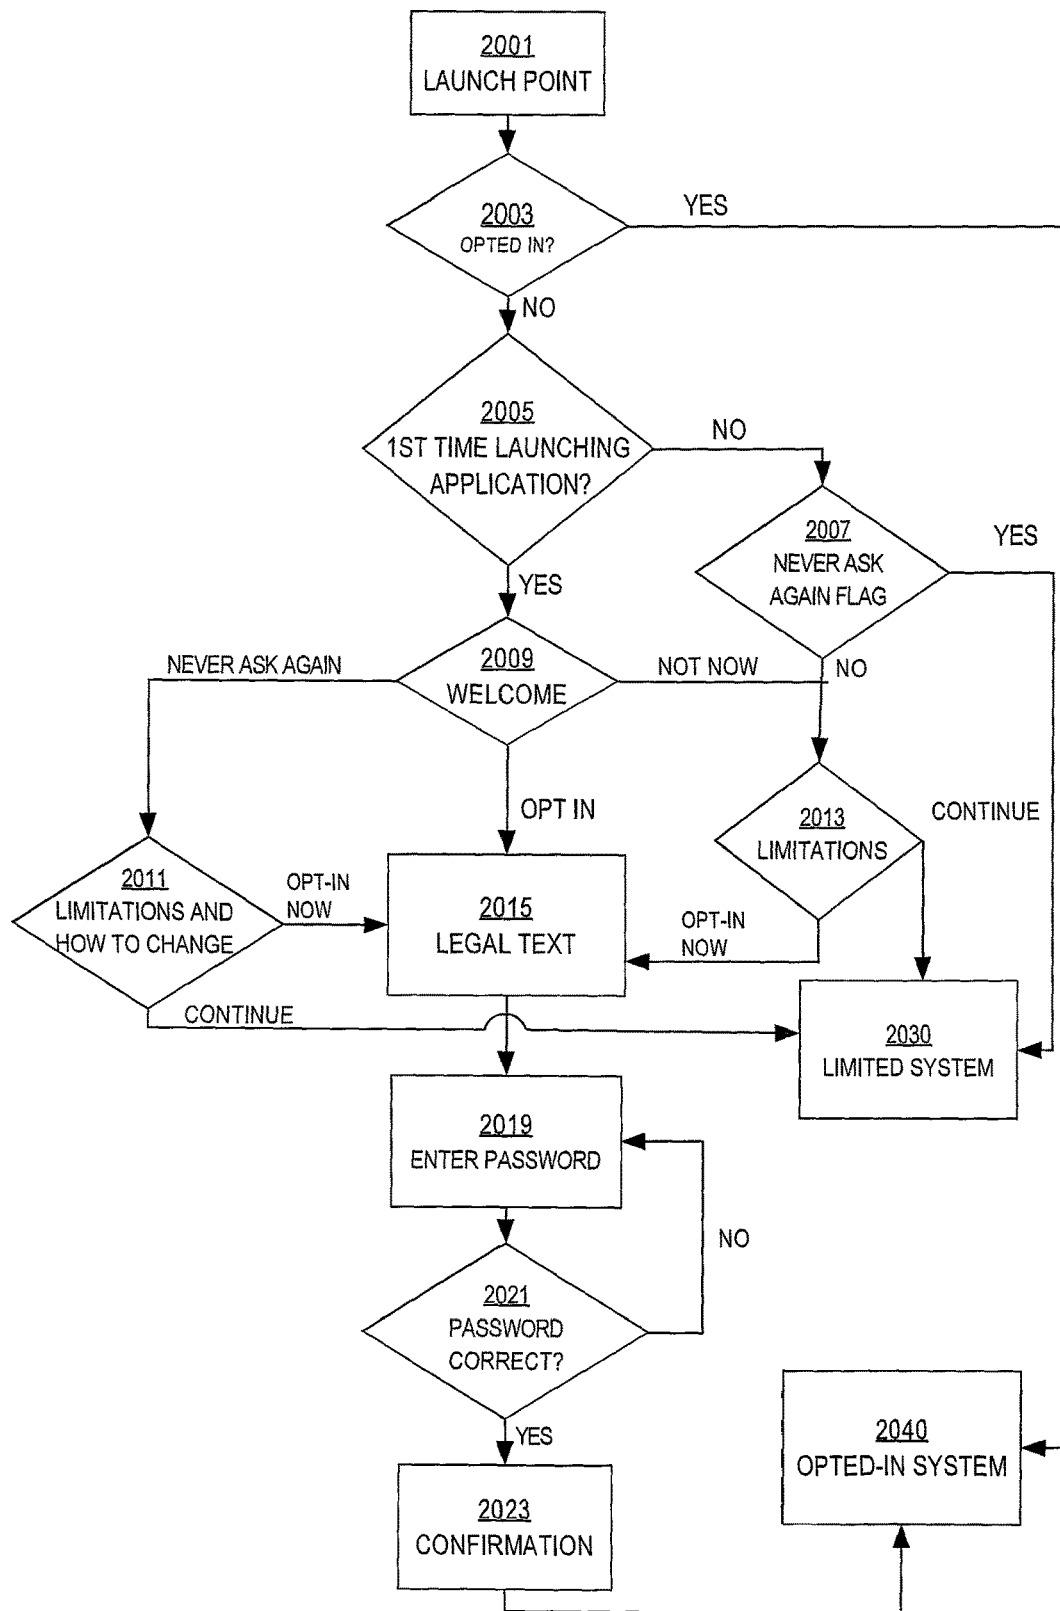 2001
LAUNCH POINT
YES
2003
OPTED IN?
NO
2005
1ST TIME LAUNCHING
APPLICATION?
NO
2007
NEVER ASK
AGAIN FLAG
YES
YES
NEVER ASK AGAIN
2009
WELCOME
NOT NOW
NO
OPT IN
2013
LIMITATIONS
CONTINUE
2011
LIMITATIONS AND
HOW TO CHANGE
OPT-IN
NOW
2015
LEGAL TEXT
OPT-IN
NOW
CONTINUE
2030
LIMITED SYSTEM
2019
ENTER PASSWORD
NO
2021
PASSWORD
CORRECT?
YES
2040
OPTED-IN SYSTEM
2023
CONFIRMATION